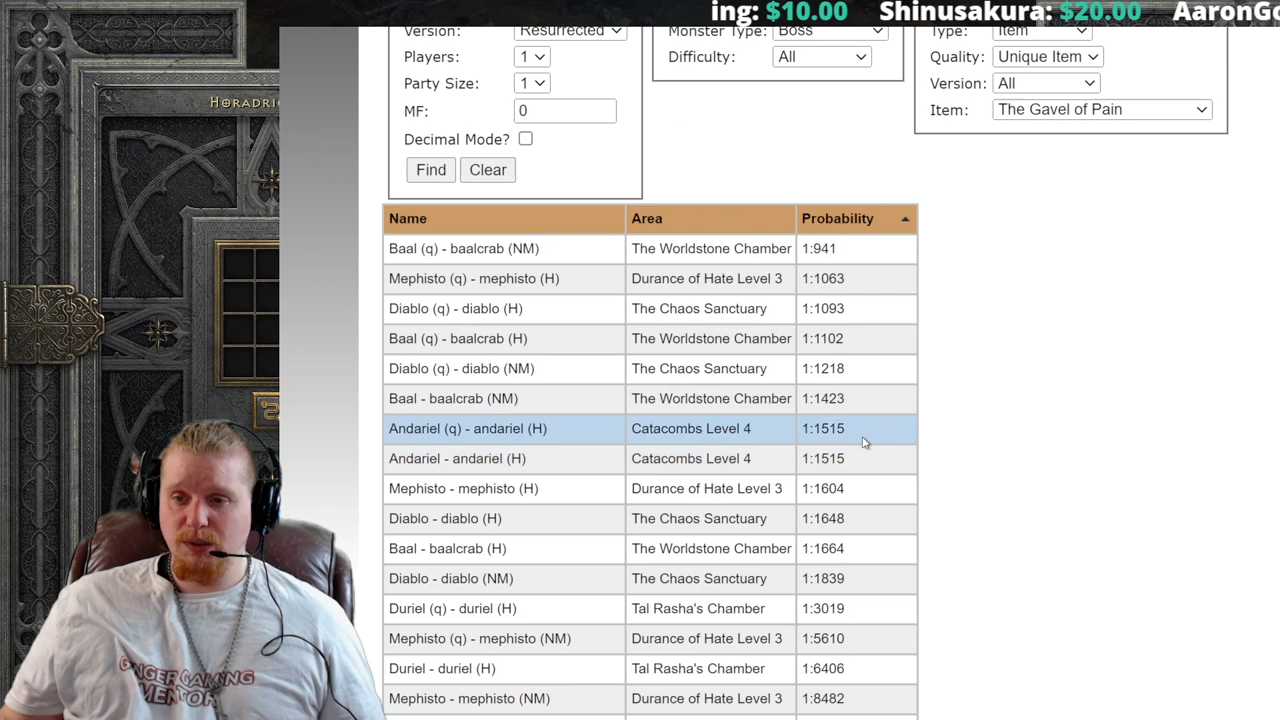 ing: $10.00 Shinusakura: $20.00 AaronGo
Version: Resurrected
Players: 1
Party Size: 1
MF: 0
Decimal Mode?
Find Clear
Monster Type: Boss
Difficulty: All
Type: Item
Quality: Unique Item
Version: All
Item: The Gavel of Pain
HORADRI
Name Area Probability
Baal (q) - baalcrab (NM) The Worldstone Chamber 1:941
Mephisto (q) - mephisto (H) Durance of Hate Level 3 1:1063
Diablo (q) - diablo (H) The Chaos Sanctuary 1:1093
Baal (q) - baalcrab (H) The Worldstone Chamber 1:1102
Diablo (q) - diablo (NM) The Chaos Sanctuary 1:1218
Baal - baalcrab (NM) The Worldstone Chamber 1:1423
Andariel (q) - andariel (H) Catacombs Level 4 1:1515
Andariel - andariel (H) Catacombs Level 4 1:1515
Mephisto - mephisto (H) Durance of Hate Level 3 1:1604
Diablo - diablo (H) The Chaos Sanctuary 1:1648
Baal - baalcrab (H) The Worldstone Chamber 1:1664
Diablo - diablo (NM) The Chaos Sanctuary 1:1839
Duriel (q) - duriel (H) Tal Rasha's Chamber 1:3019
Mephisto (q) - mephisto (NM) Durance of Hate Level 3 1:5610
Duriel - duriel (H) Tal Rasha's Chamber 1:6406
Mephisto - mephisto (NM) Durance of Hate Level 3 1:8482
GINGER GAMING
MENTOR